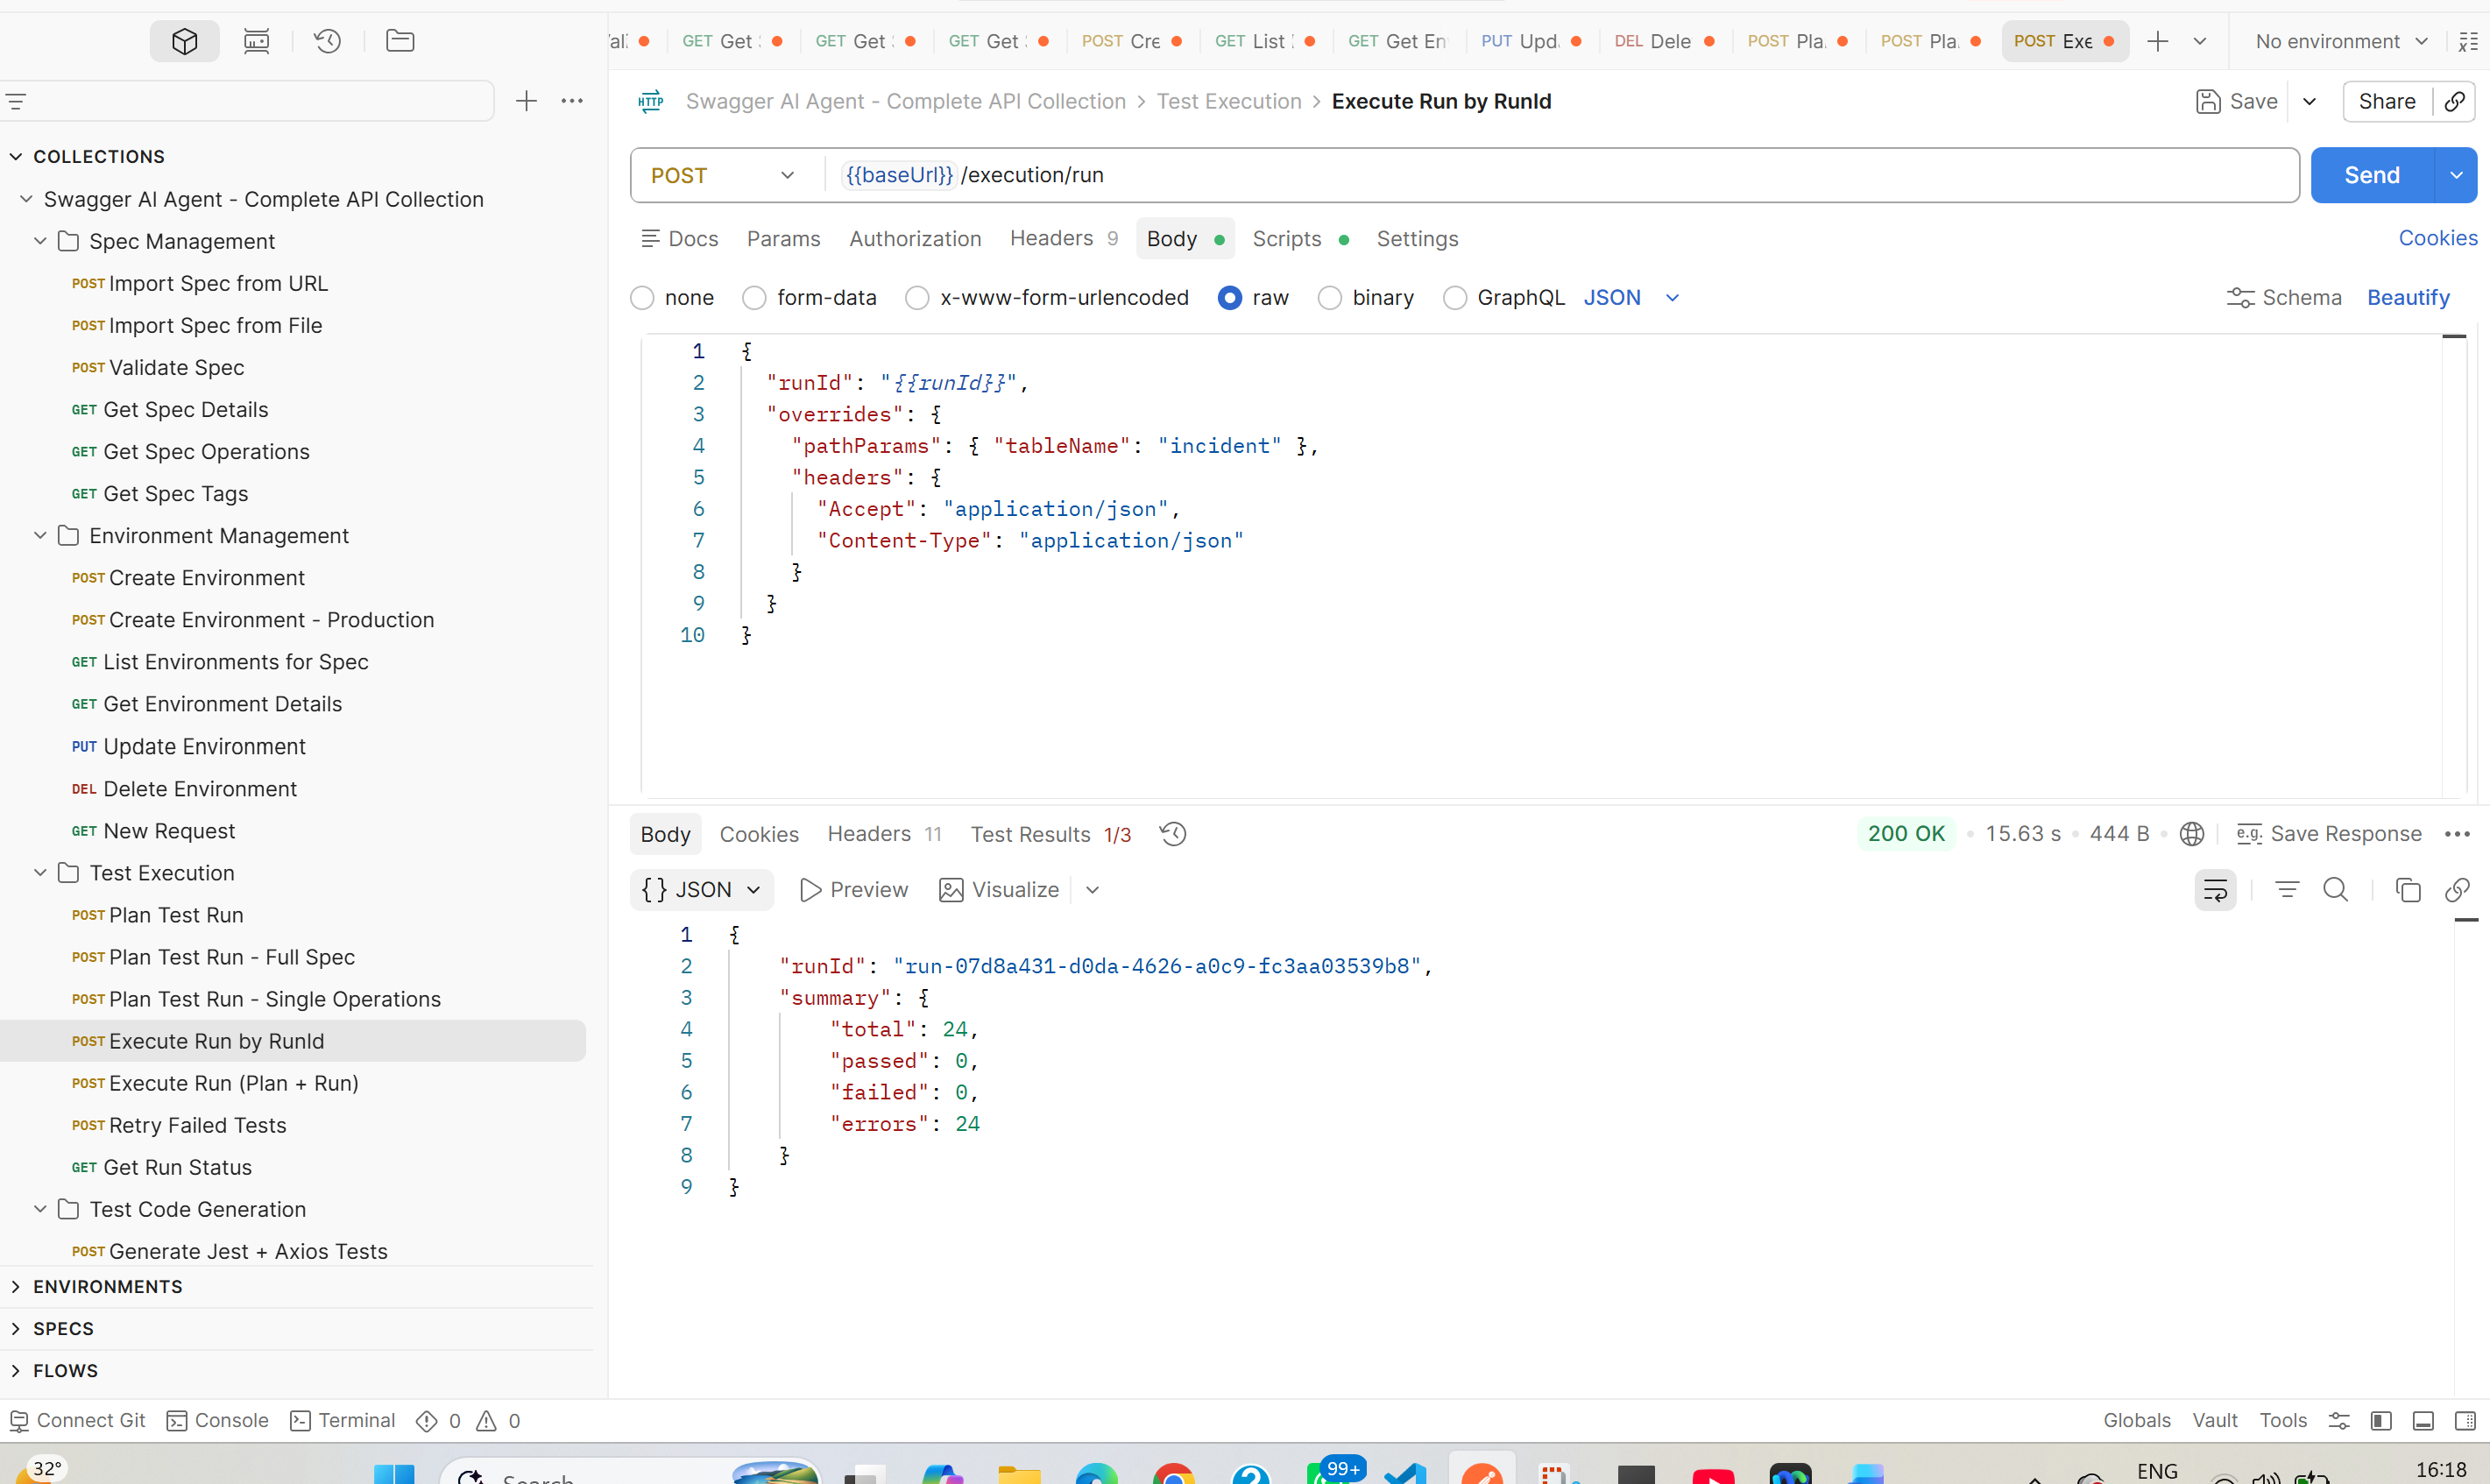 GET Get
GET Get
GET Get
POST Cre
GET List
GET Get En
PUT Upd
DEL Dele
POST Pla
POST Pla
POST Exe
No environment
Swagger AI Agent - Complete API Collection > Test Execution > Execute Run by RunId
Save
Share
COLLECTIONS
Swagger AI Agent - Complete API Collection
Spec Management
POST Import Spec from URL
POST Import Spec from File
POST Validate Spec
GET Get Spec Details
GET Get Spec Operations
GET Get Spec Tags
Environment Management
POST Create Environment
POST Create Environment - Production
GET List Environments for Spec
GET Get Environment Details
PUT Update Environment
DEL Delete Environment
GET New Request
Test Execution
POST Plan Test Run
POST Plan Test Run - Full Spec
POST Plan Test Run - Single Operations
POST Execute Run by RunId
POST Execute Run (Plan + Run)
POST Retry Failed Tests
GET Get Run Status
Test Code Generation
POST Generate Jest + Axios Tests
ENVIRONMENTS
SPECS
FLOWS
HTTP
POST {{baseUrl}} /execution/run
Send
Docs Params Authorization Headers 9 Body Scripts Settings
Cookies
none form-data x-www-form-urlencoded raw binary GraphQL JSON
Schema Beautify
1 {
2 "runId": "{{runId}}",
3 "overrides": {
4 "pathParams": { "tableName": "incident" },
5 "headers": {
6 "Accept": "application/json",
7 "Content-Type": "application/json"
8 }
9 }
10 }
Body Cookies Headers 11 Test Results 1/3
200 OK 15.63 s 444 B
e.g. Save Response
{ } JSON Preview Visualize
1 {
2 "runId": "run-07d8a431-d0da-4626-a0c9-fc3aa03539b8",
3 "summary": {
4 "total": 24,
5 "passed": 0,
6 "failed": 0,
7 "errors": 24
8 }
9 }
Connect Git Console Terminal 0 0
Globals Vault Tools
32°
Search
99+
ENG
16:18